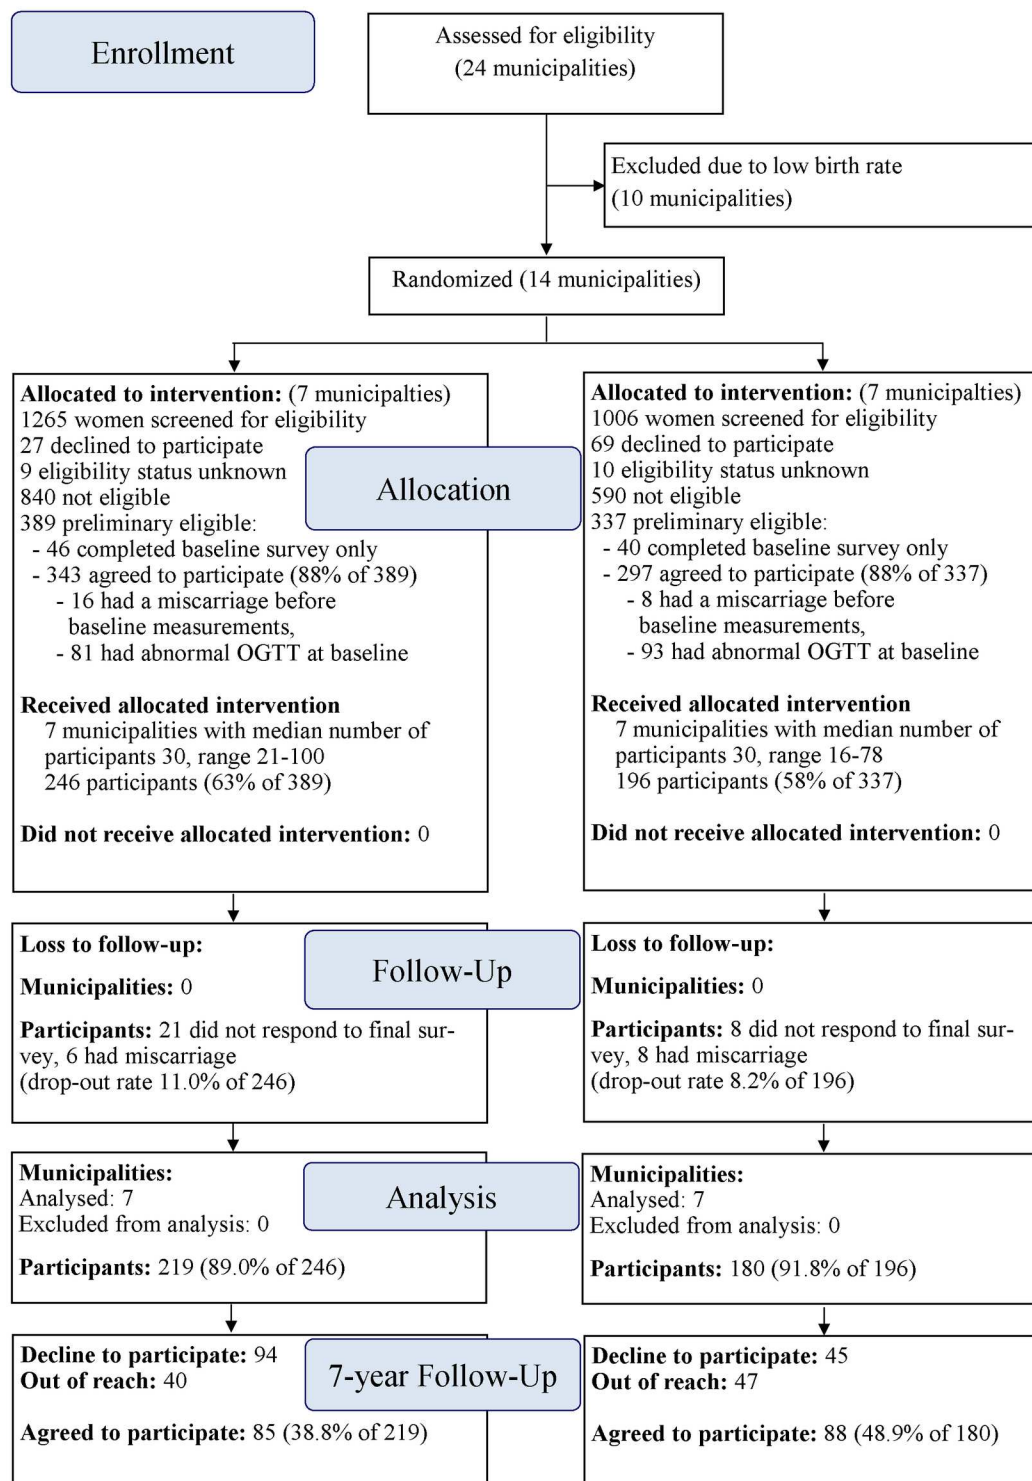 Enrollment
Assessed for eligibility
(24 municipalities)
Excluded due to low birth rate
(10 municipalities)
Randomized (14 municipalities)
Allocated to intervention: (7 municipalties)
1265 women screened for eligibility
27 declined to participate
9 eligibility status unknown
840 not eligible
389 preliminary eligible:
- 46 completed baseline survey only
- 343 agreed to participate (88% of 389)
- 16 had a miscarriage before
baseline measurements,
- 81 had abnormal OGTT at baseline
Received allocated intervention
7 municipalities with median number of
participants 30, range 21-100
246 participants (63% of 389)
Did not receive allocated intervention: 0
Allocation
Allocated to intervention: (7 municipalties)
1006 women screened for eligibility
69 declined to participate
10 eligibility status unknown
590 not eligible
337 preliminary eligible:
- 40 completed baseline survey only
- 297 agreed to participate (88% of 337)
- 8 had a miscarriage before
baseline measurements,
- 93 had abnormal OGTT at baseline
Received allocated intervention
7 municipalities with median number of
participants 30, range 16-78
196 participants (58% of 337)
Did not receive allocated intervention: 0
Loss to follow-up:
Municipalities: 0
Participants: 21 did not respond to final sur-
vey, 6 had miscarriage
(drop-out rate 11.0% of 246)
Follow-Up
Loss to follow-up:
Municipalities: 0
Participants: 8 did not respond to final sur-
vey, 8 had miscarriage
(drop-out rate 8.2% of 196)
Municipalities:
Analysed: 7
Excluded from analysis: 0
Participants: 219 (89.0% of 246)
Analysis
Municipalities:
Analysed: 7
Excluded from analysis: 0
Participants: 180 (91.8% of 196)
Decline to participate: 94
Out of reach: 40
Agreed to participate: 85 (38.8% of 219)
7-year Follow-Up
Decline to participate: 45
Out of reach: 47
Agreed to participate: 88 (48.9% of 180)